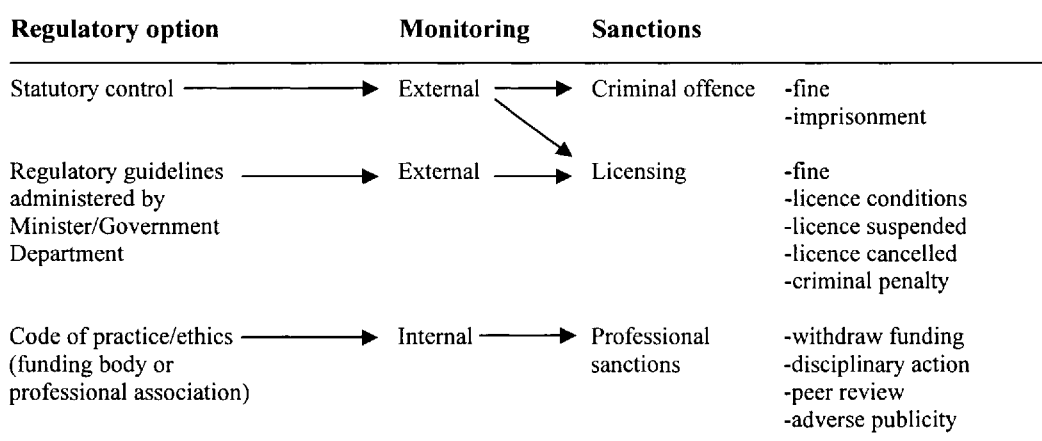 Regulatory option Monitoring Sanctions
Statutory control External Criminal offence -fine
-imprisonment
Regulatory guidelines External Licensing -fine
administered by -licence conditions
Minister/Government -licence suspended
Department -licence cancelled
-criminal penalty
Code of practice/ethics Internal Professional -withdraw funding
(funding body or sanctions -disciplinary action
professional association) -peer review
-adverse publicity